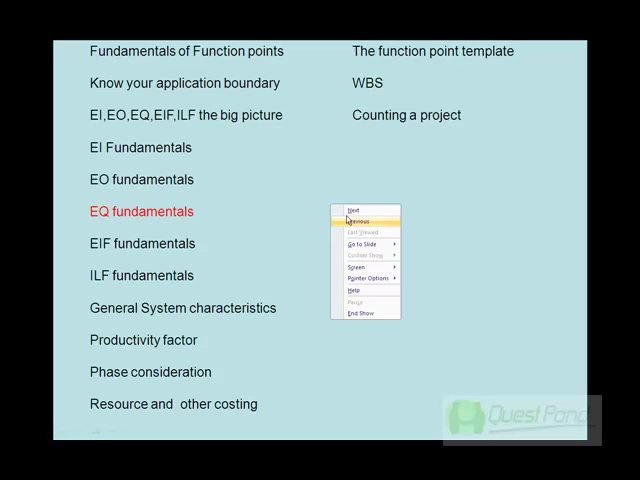 Fundamentals of Function points
Know your application boundary
EI,EO,EQ,EIF,ILF the big picture
EI Fundamentals
EO fundamentals
EQ fundamentals
EIF fundamentals
ILF fundamentals
General System characteristics
Productivity factor
Phase consideration
Resource and other costing
The function point template
WBS
Counting a project
Next
Previous
Last Viewed
Go to Slide
Custom Show
Screen
Pointer Options
Help
Pause
End Show
QuestPond